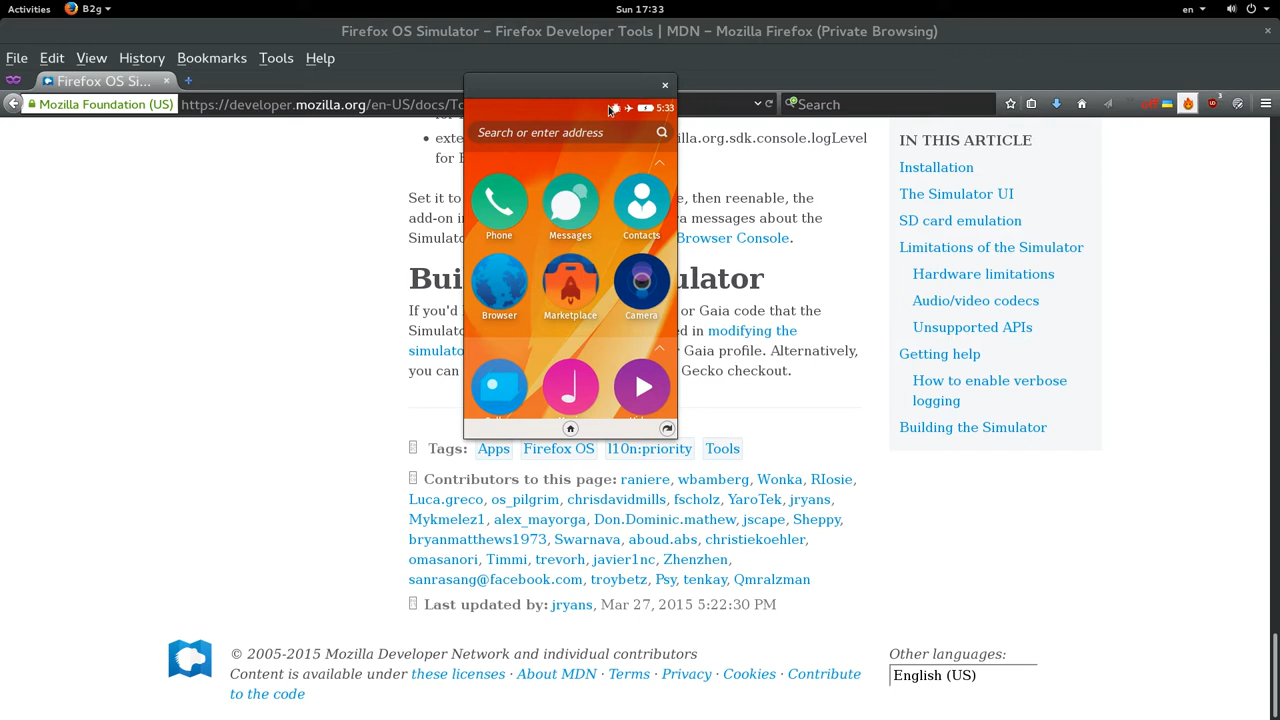 Activities B2g Sun 17:33 en
Firefox OS Simulator – Firefox Developer Tools | MDN – Mozilla Firefox (Private Browsing)
File Edit View History Bookmarks Tools Help
Firefox OS Si...
Mozilla Foundation (US) https://developer.mozilla.org/en-US/docs/To Search off 3
5:33
Search or enter address
Phone Messages Contacts
Browser Marketplace Camera
exte illa.org.sdk.console.logLevel
for B
Set it to e, then reenable, the
add-on i a messages about the
Simulat Browser Console.
Bui ulator
If you'd or Gaia code that the
Simulat ed in modifying the
simulato r Gaia profile. Alternatively,
you can Gecko checkout.
Tags: Apps Firefox OS l10n:priority Tools
Contributors to this page: raniere, wbamberg, Wonka, RIosie,
Luca.greco, os_pilgrim, chrisdavidmills, fscholz, YaroTek, jryans,
Mykmelez1, alex_mayorga, Don.Dominic.mathew, jscape, Sheppy,
bryanmatthews1973, Swarnava, aboud.abs, christiekoehler,
omasanori, Timmi, trevorh, javier1nc, Zhenzhen,
sanrasang@facebook.com, troybetz, Psy, tenkay, Qmralzman
Last updated by: jryans, Mar 27, 2015 5:22:30 PM
IN THIS ARTICLE
Installation
The Simulator UI
SD card emulation
Limitations of the Simulator
Hardware limitations
Audio/video codecs
Unsupported APIs
Getting help
How to enable verbose
logging
Building the Simulator
© 2005-2015 Mozilla Developer Network and individual contributors
Content is available under these licenses · About MDN · Terms · Privacy · Cookies · Contribute
to the code
Other languages:
English (US)